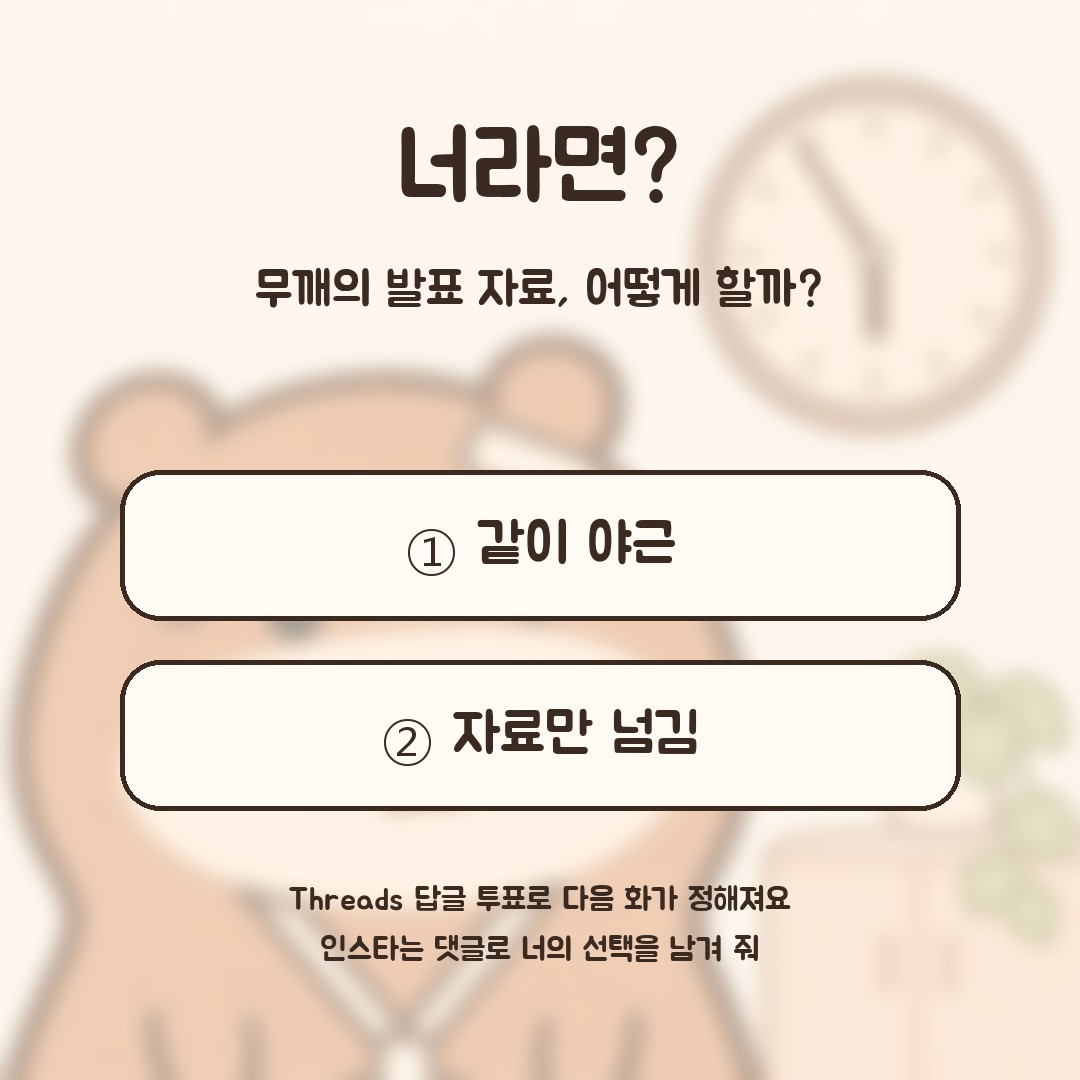 너라면?
무깨의 발표 자료, 어떻게 할까?
① 같이 야근
② 자료만 넘김
Threads 답글 투표로 다음 화가 정해져요
인스타는 댓글로 너의 선택을 남겨 줘